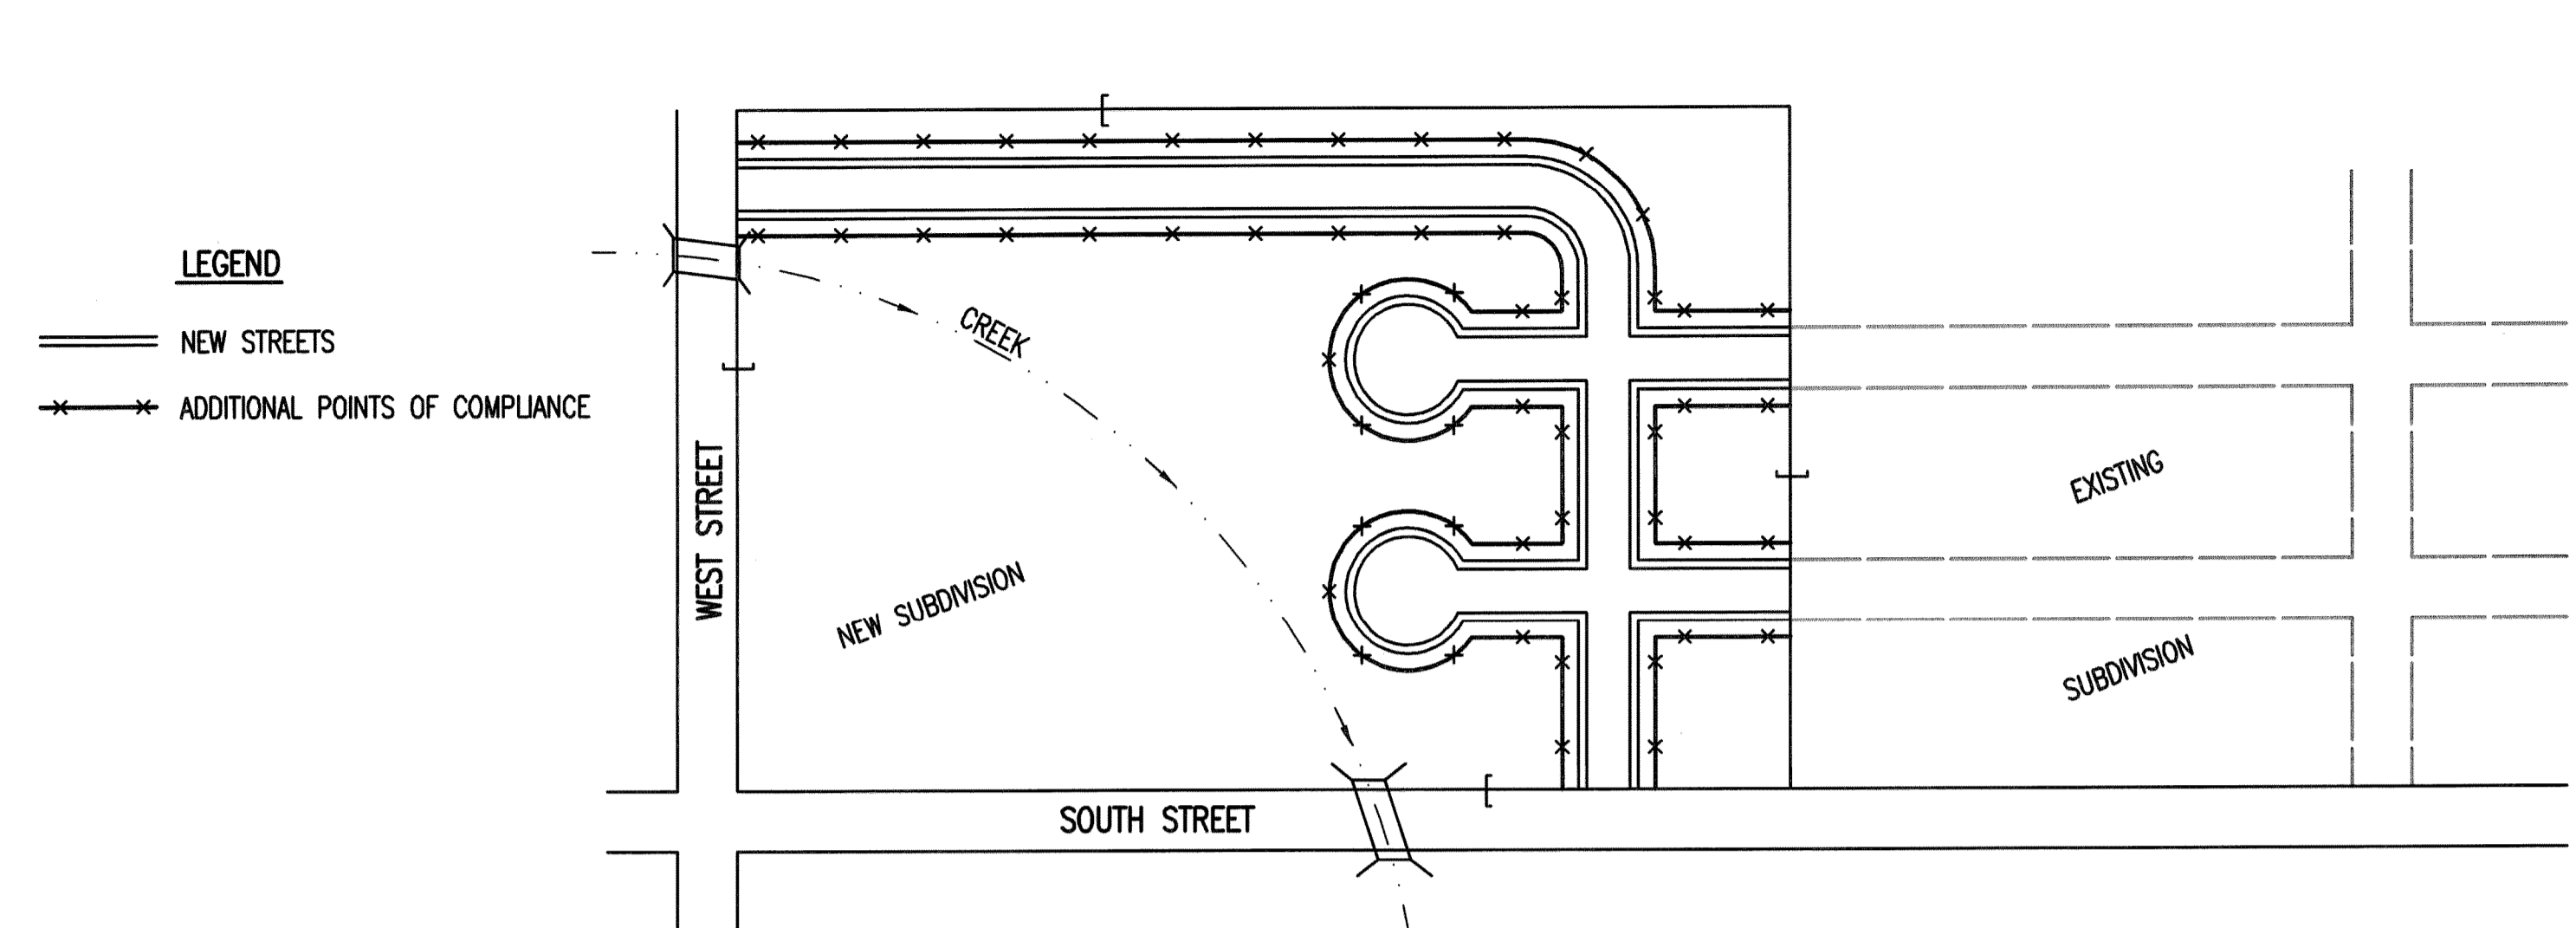 LEGEND
NEW STREETS
ADDITIONAL POINTS OF COMPLIANCE
CREEK
WEST STREET
NEW SUBDIVISION
SOUTH STREET
EXISTING
SUBDIVISION